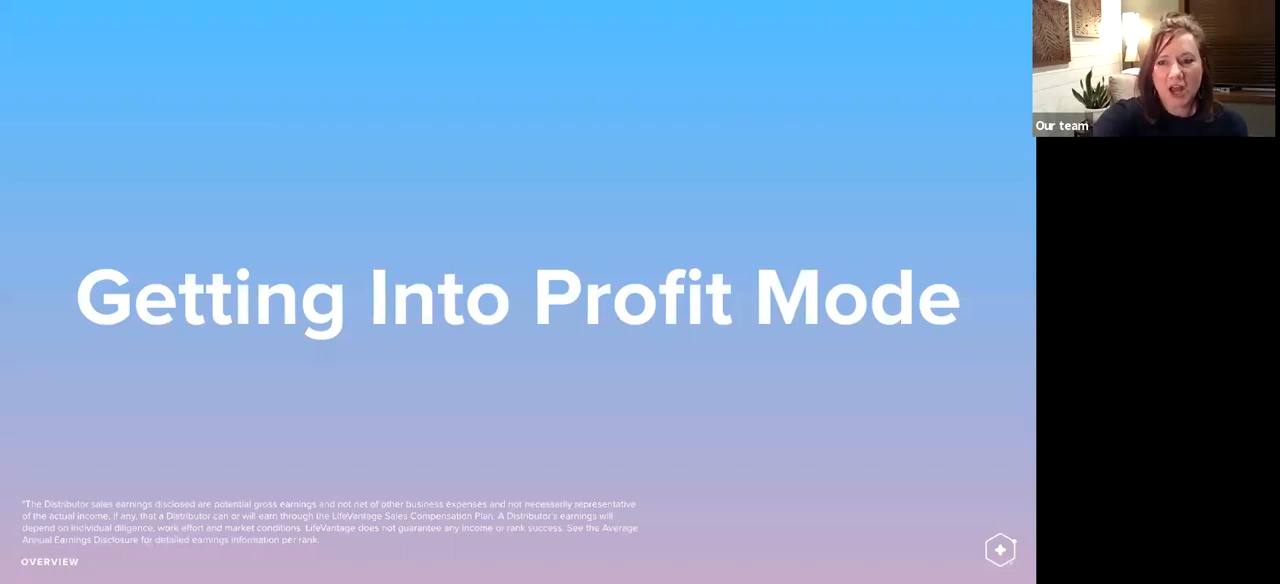 Our team
Getting Into Profit Mode
"The Distributor sales earnings disclosed are potential gross earnings and not net of other business expenses and not necessarily representative
of the actual income, if any, that a Distributor can or will earn through the LifeVantage Sales Compensation Plan. A Distributor's earnings will
depend on individual diligence, work effort and market conditions. LifeVantage does not guarantee any income or rank success. See the Average
Annual Earnings Disclosure for detailed earnings information per rank.
OVERVIEW